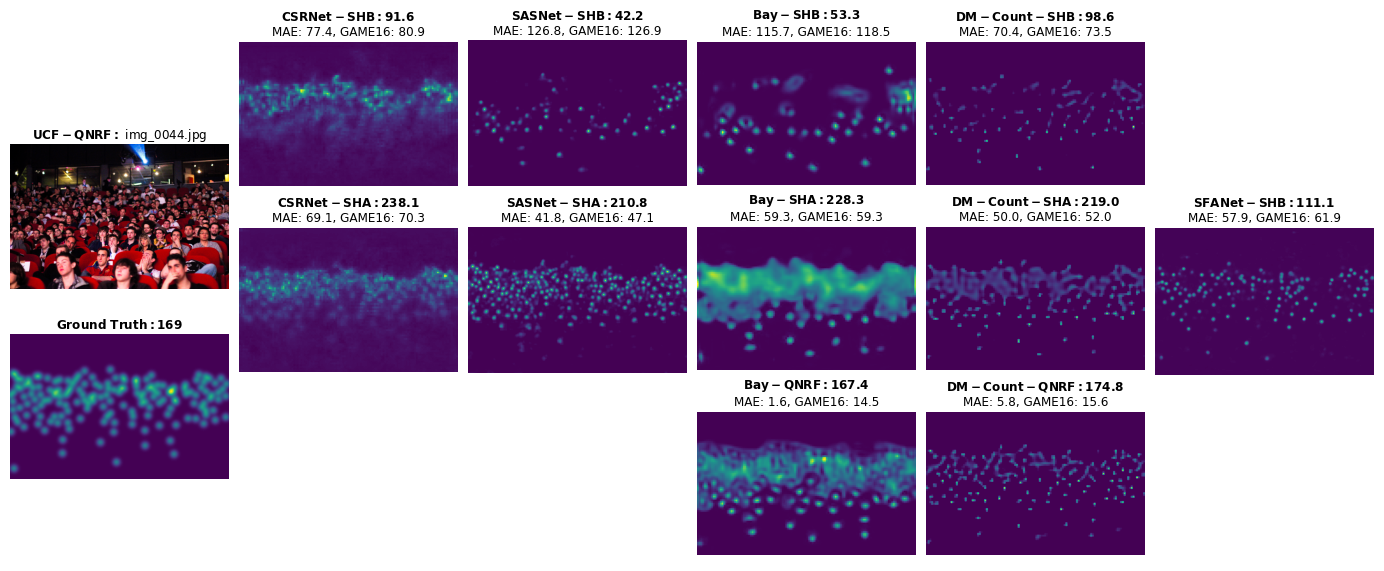 CSRNet − SHB: 91.6
MAE: 77.4, GAME16: 80.9
SASNet − SHB: 42.2
MAE: 126.8, GAME16: 126.9
Bay − SHB: 53.3
MAE: 115.7, GAME16: 118.5
DM − Count − SHB: 98.6
MAE: 70.4, GAME16: 73.5
UCF − QNRF: img_0044.jpg
CSRNet − SHA: 238.1
MAE: 69.1, GAME16: 70.3
SASNet − SHA: 210.8
MAE: 41.8, GAME16: 47.1
Bay − SHA: 228.3
MAE: 59.3, GAME16: 59.3
DM − Count − SHA: 219.0
MAE: 50.0, GAME16: 52.0
SFANet − SHB: 111.1
MAE: 57.9, GAME16: 61.9
Ground Truth: 169
Bay − QNRF: 167.4
MAE: 1.6, GAME16: 14.5
DM − Count − QNRF: 174.8
MAE: 5.8, GAME16: 15.6